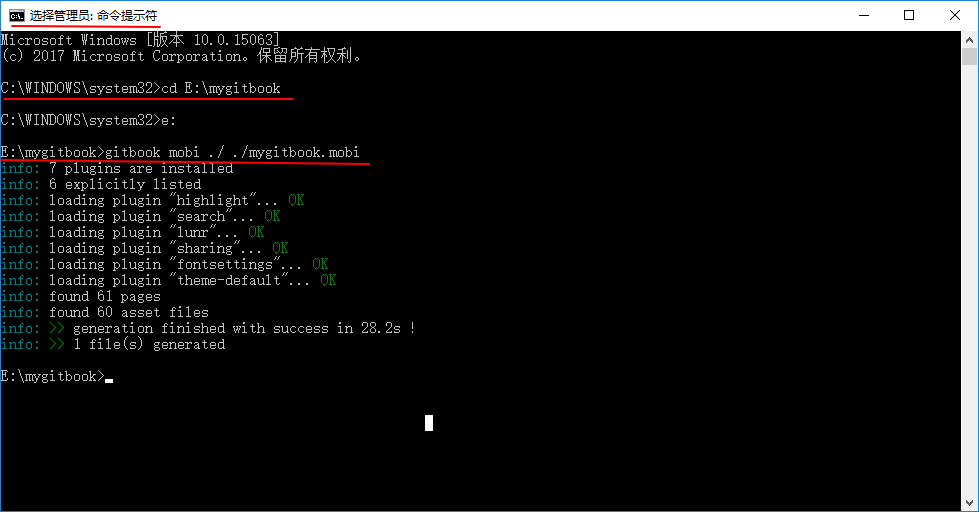 选择管理员: 命令提示符
Microsoft Windows [版本 10.0.15063]
(c) 2017 Microsoft Corporation。保留所有权利。
C:\WINDOWS\system32>cd E:\mygitbook
C:\WINDOWS\system32>e:
E:\mygitbook>gitbook mobi ./ ./mygitbook.mobi
info: 7 plugins are installed
info: 6 explicitly listed
info: loading plugin "highlight"... OK
info: loading plugin "search"... OK
info: loading plugin "lunr"... OK
info: loading plugin "sharing"... OK
info: loading plugin "fontsettings"... OK
info: loading plugin "theme-default"... OK
info: found 61 pages
info: found 60 asset files
info: >> generation finished with success in 28.2s !
info: >> 1 file(s) generated
E:\mygitbook>